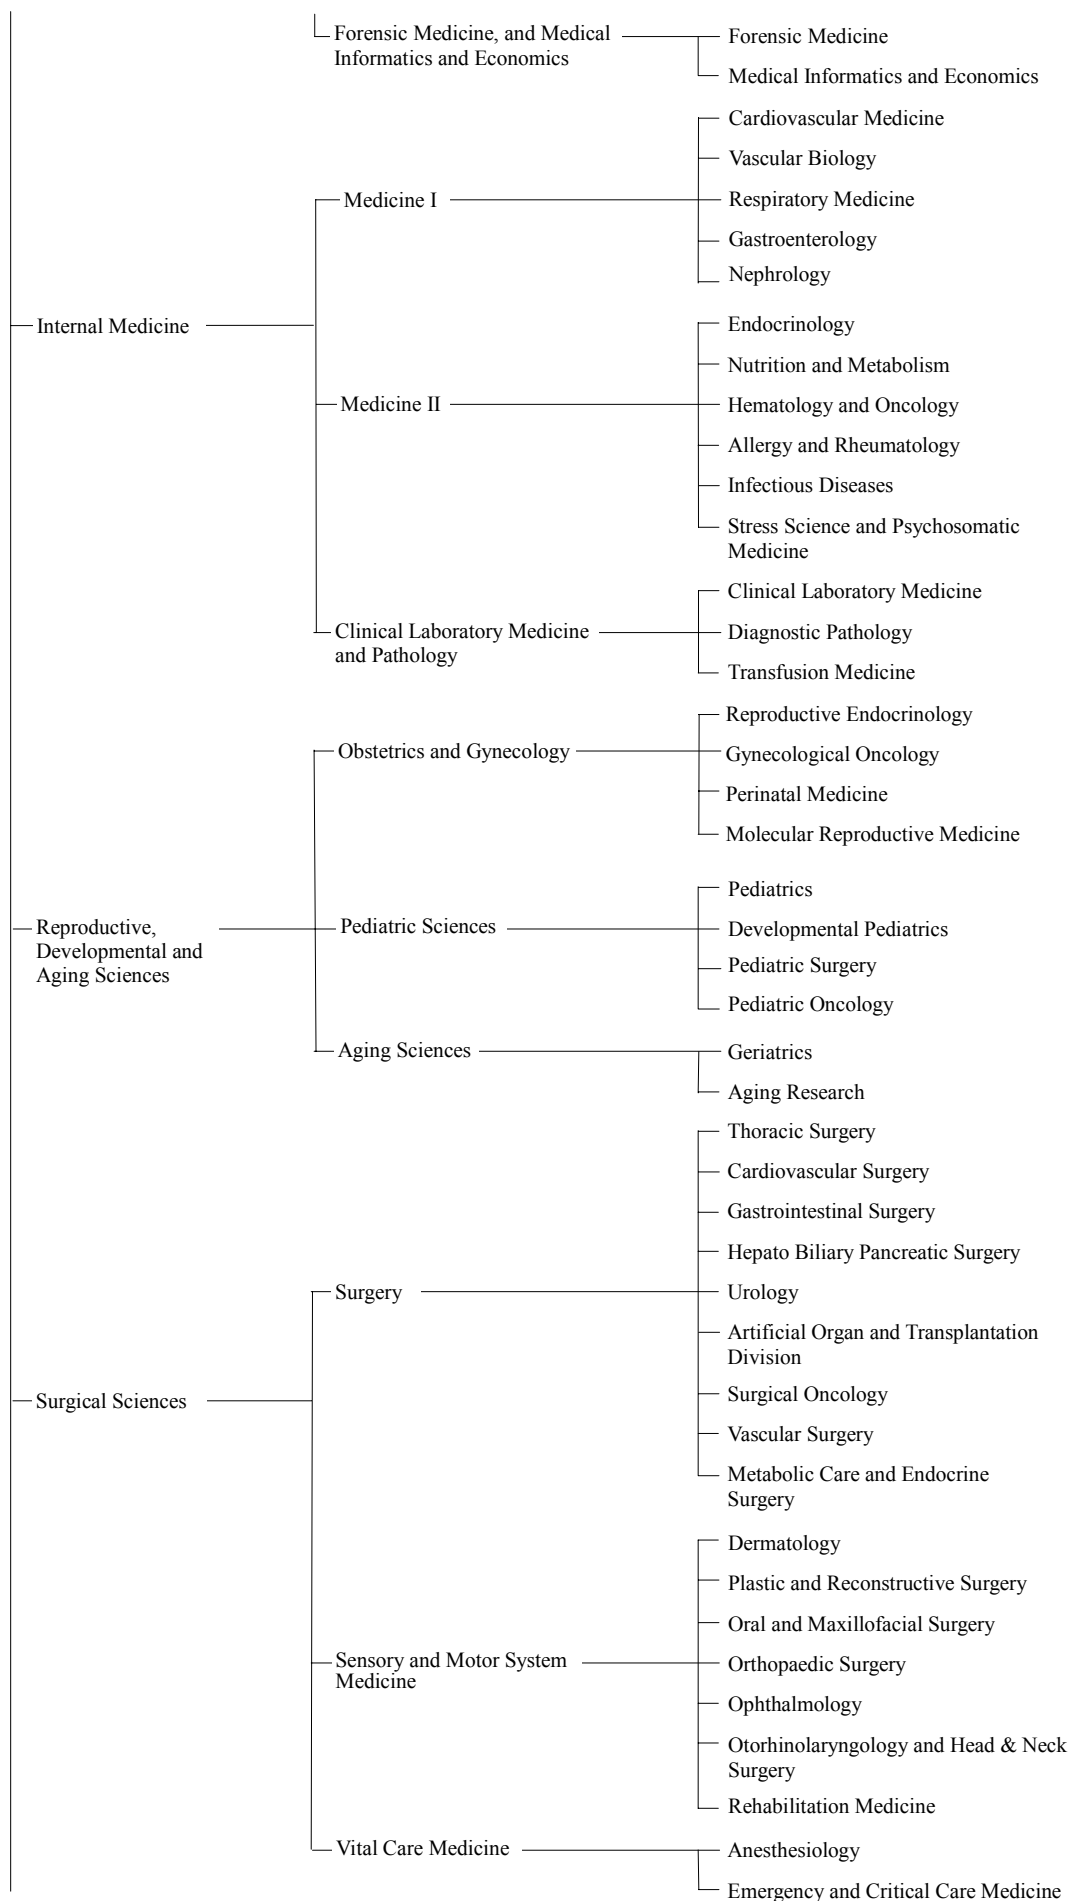 Forensic Medicine, and Medical
Informatics and Economics
Forensic Medicine
Medical Informatics and Economics
Internal Medicine
Medicine I
Cardiovascular Medicine
Vascular Biology
Respiratory Medicine
Gastroenterology
Nephrology
Medicine II
Endocrinology
Nutrition and Metabolism
Hematology and Oncology
Allergy and Rheumatology
Infectious Diseases
Stress Science and Psychosomatic
Medicine
Clinical Laboratory Medicine
and Pathology
Clinical Laboratory Medicine
Diagnostic Pathology
Transfusion Medicine
Reproductive,
Developmental and
Aging Sciences
Obstetrics and Gynecology
Reproductive Endocrinology
Gynecological Oncology
Perinatal Medicine
Molecular Reproductive Medicine
Pediatric Sciences
Pediatrics
Developmental Pediatrics
Pediatric Surgery
Pediatric Oncology
Aging Sciences
Geriatrics
Aging Research
Surgical Sciences
Surgery
Thoracic Surgery
Cardiovascular Surgery
Gastrointestinal Surgery
Hepato Biliary Pancreatic Surgery
Urology
Artificial Organ and Transplantation
Division
Surgical Oncology
Vascular Surgery
Metabolic Care and Endocrine
Surgery
Sensory and Motor System
Medicine
Dermatology
Plastic and Reconstructive Surgery
Oral and Maxillofacial Surgery
Orthopaedic Surgery
Ophthalmology
Otorhinolaryngology and Head & Neck
Surgery
Rehabilitation Medicine
Vital Care Medicine
Anesthesiology
Emergency and Critical Care Medicine